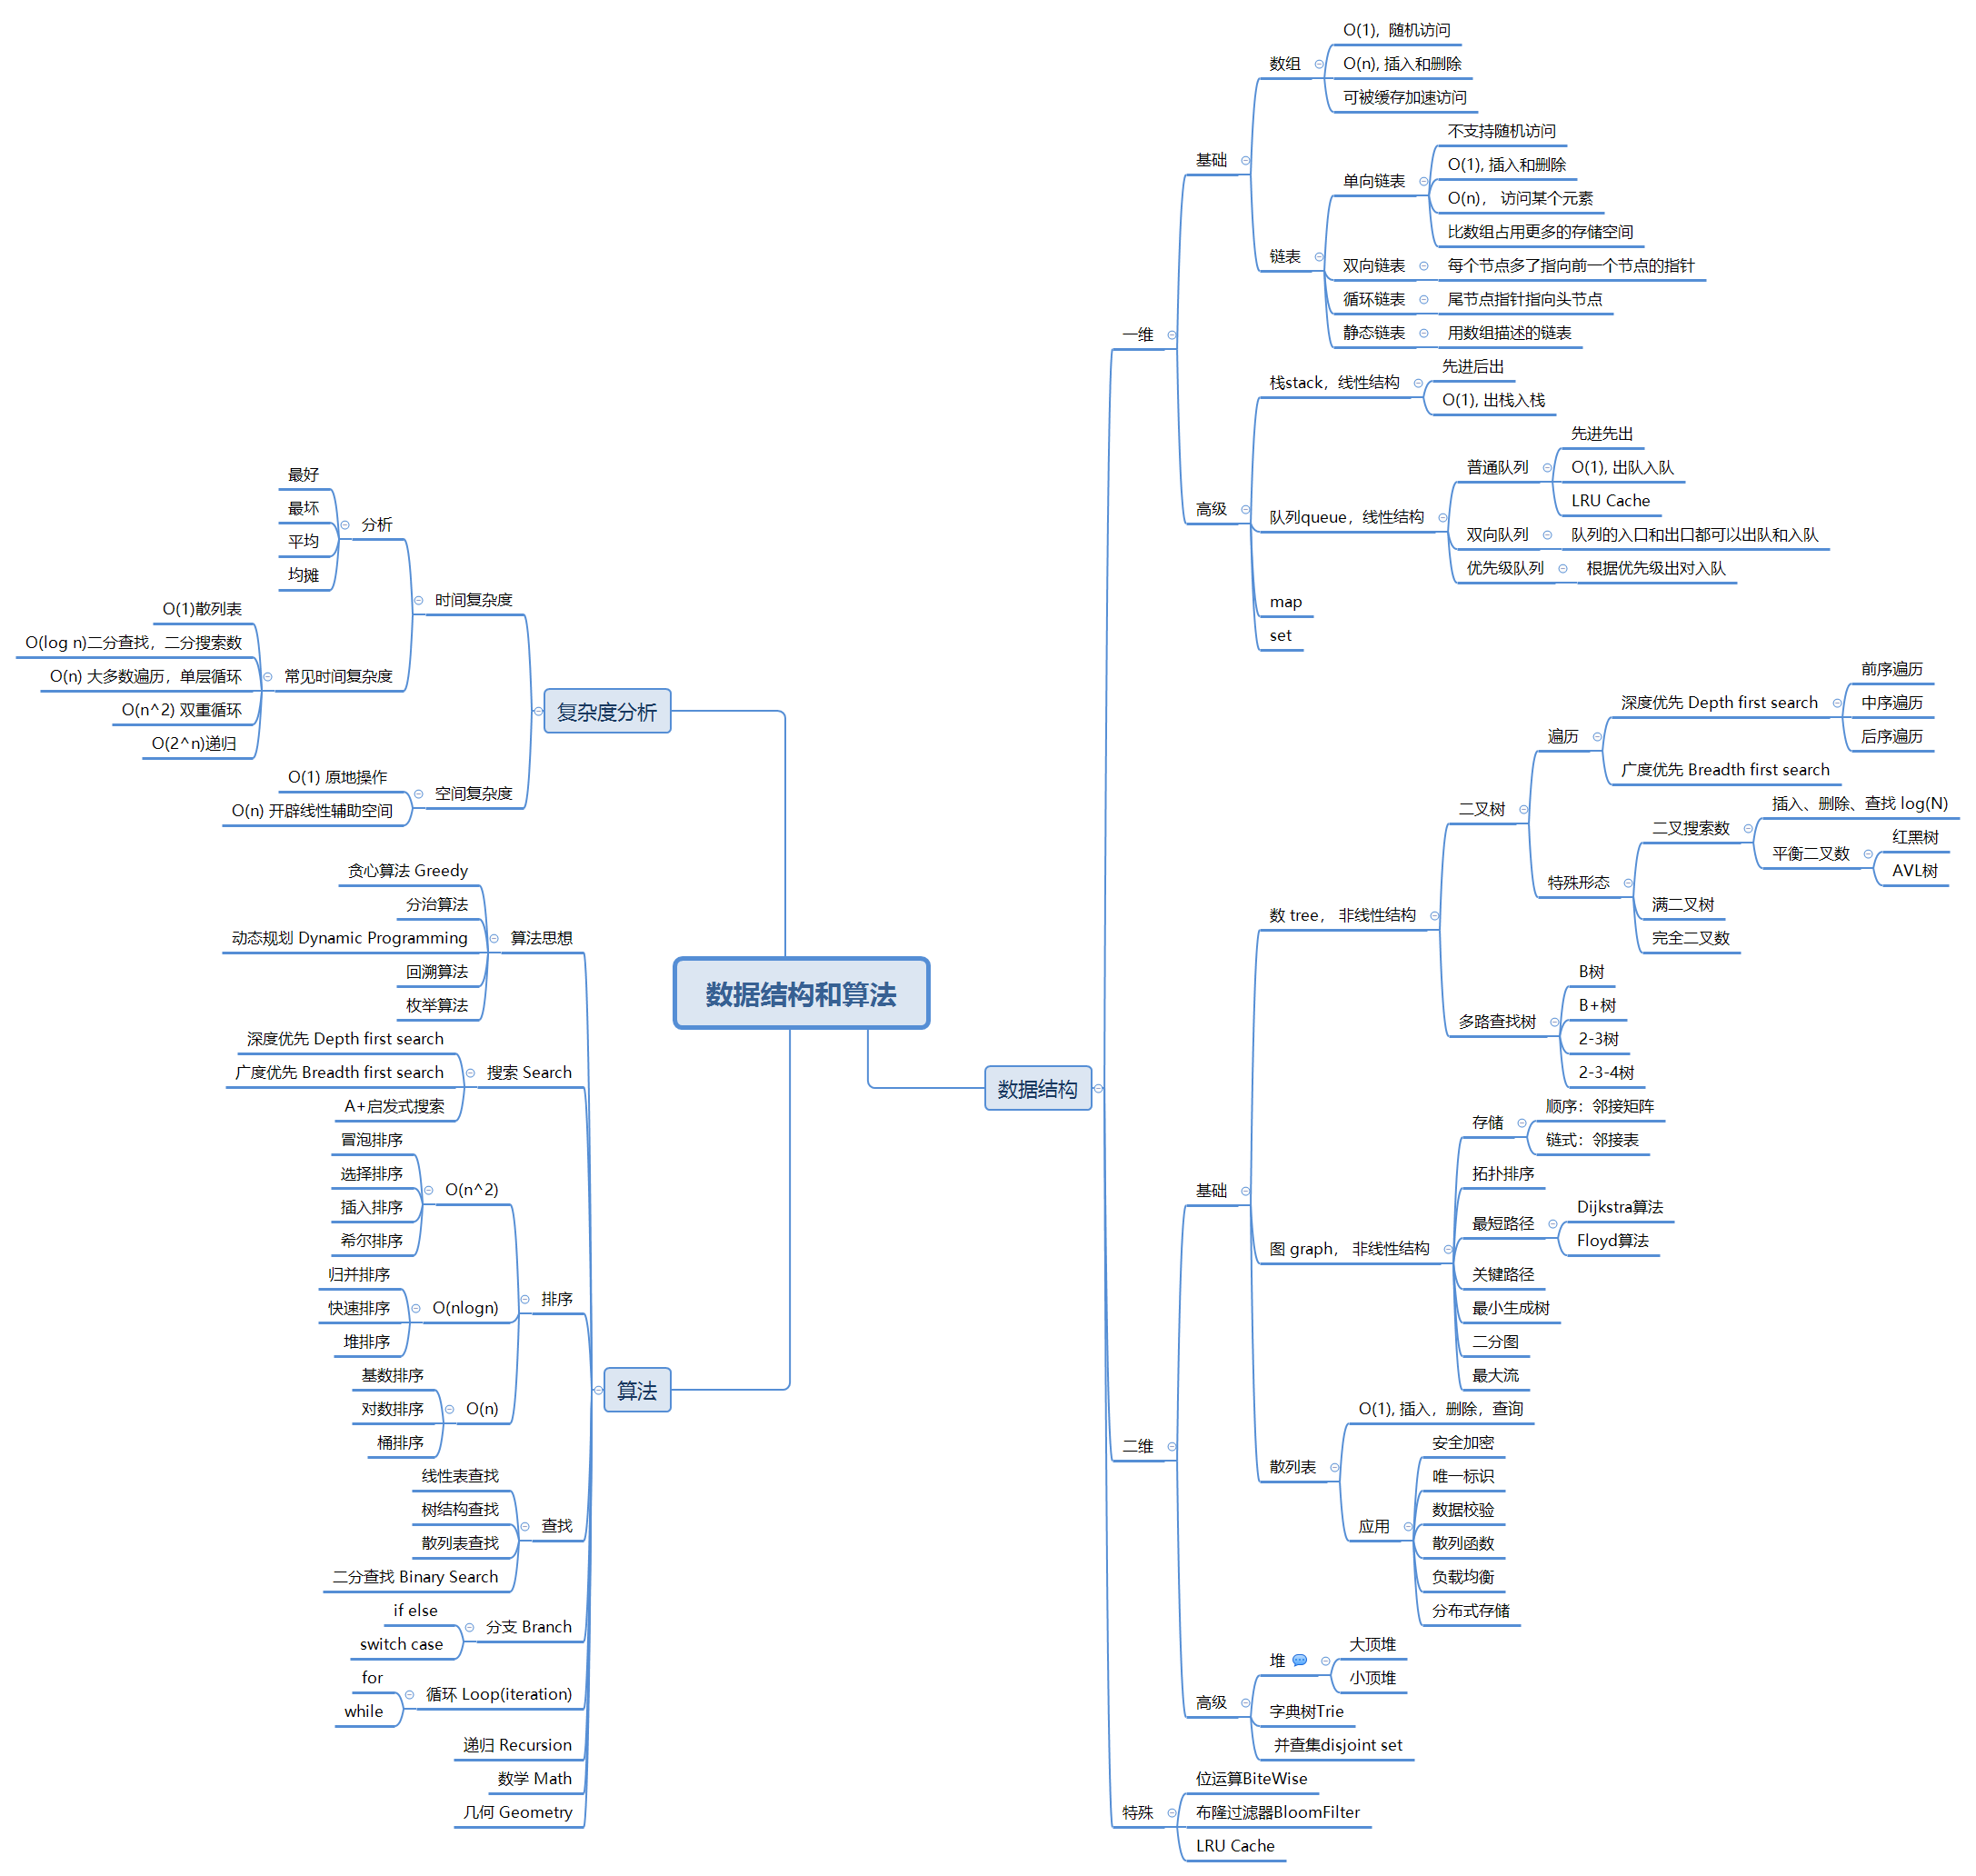 数据结构和算法
复杂度分析
时间复杂度
分析
最好
最坏
平均
均摊
常见时间复杂度
O(1)散列表
O(log n)二分查找，二分搜索数
O(n) 大多数遍历，单层循环
O(n^2) 双重循环
O(2^n)递归
空间复杂度
O(1) 原地操作
O(n) 开辟线性辅助空间
算法
算法思想
贪心算法 Greedy
分治算法
动态规划 Dynamic Programming
回溯算法
枚举算法
搜索 Search
深度优先 Depth first search
广度优先 Breadth first search
A+启发式搜索
排序
O(n^2)
冒泡排序
选择排序
插入排序
希尔排序
O(nlogn)
归并排序
快速排序
堆排序
O(n)
基数排序
对数排序
桶排序
查找
线性表查找
树结构查找
散列表查找
二分查找 Binary Search
分支 Branch
if else
switch case
循环 Loop(iteration)
for
while
递归 Recursion
数学 Math
几何 Geometry
数据结构
一维
基础
数组
O(1)，随机访问
O(n), 插入和删除
可被缓存加速访问
链表
单向链表
不支持随机访问
O(1), 插入和删除
O(n)， 访问某个元素
比数组占用更多的存储空间
双向链表
每个节点多了指向前一个节点的指针
循环链表
尾节点指针指向头节点
静态链表
用数组描述的链表
高级
栈stack，线性结构
先进后出
O(1), 出栈入栈
队列queue，线性结构
普通队列
先进先出
O(1), 出队入队
LRU Cache
双向队列
队列的入口和出口都可以出队和入队
优先级队列
根据优先级出对入队
map
set
二维
基础
数 tree， 非线性结构
二叉树
遍历
深度优先 Depth first search
前序遍历
中序遍历
后序遍历
广度优先 Breadth first search
特殊形态
二叉搜索数
插入、删除、查找 log(N)
平衡二叉数
红黑树
AVL树
满二叉树
完全二叉数
多路查找树
B树
B+树
2-3树
2-3-4树
图 graph， 非线性结构
存储
顺序：邻接矩阵
链式：邻接表
拓扑排序
最短路径
Dijkstra算法
Floyd算法
关键路径
最小生成树
二分图
最大流
散列表
O(1), 插入，删除，查询
应用
安全加密
唯一标识
数据校验
散列函数
负载均衡
分布式存储
高级
堆
大顶堆
小顶堆
字典树Trie
并查集disjoint set
特殊
位运算BiteWise
布隆过滤器BloomFilter
LRU Cache